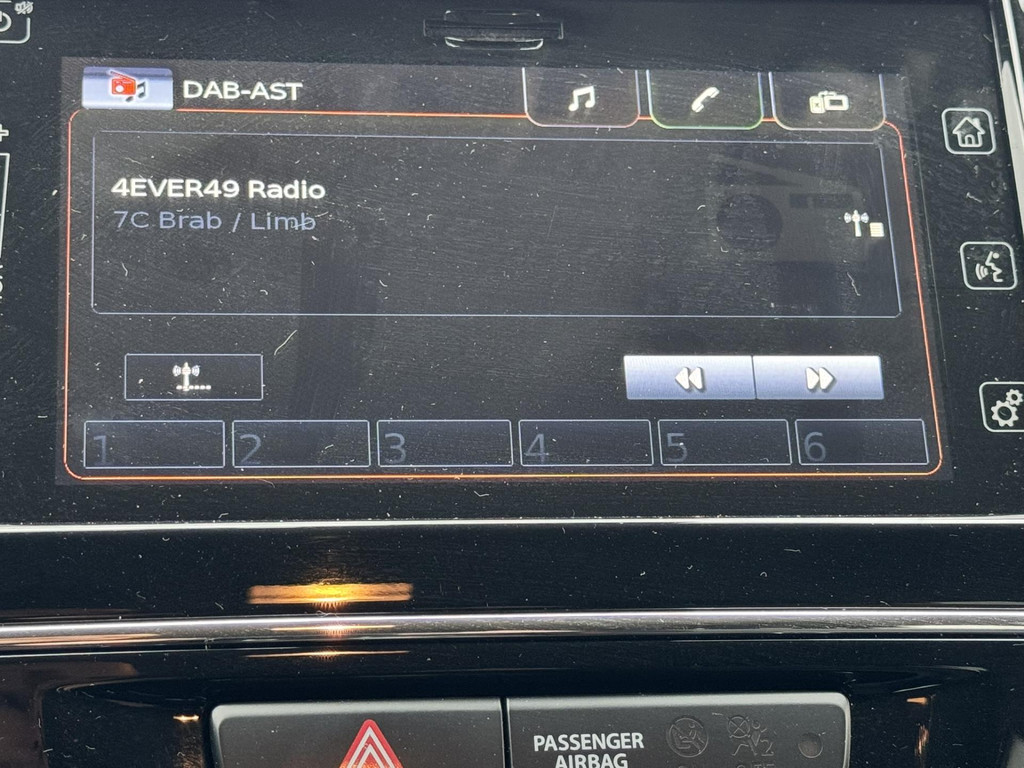 DAB-AST
4EVER49 Radio
7C Brab / Limb
1 2 3 4 5 6
PASSENGER
AIRBAG